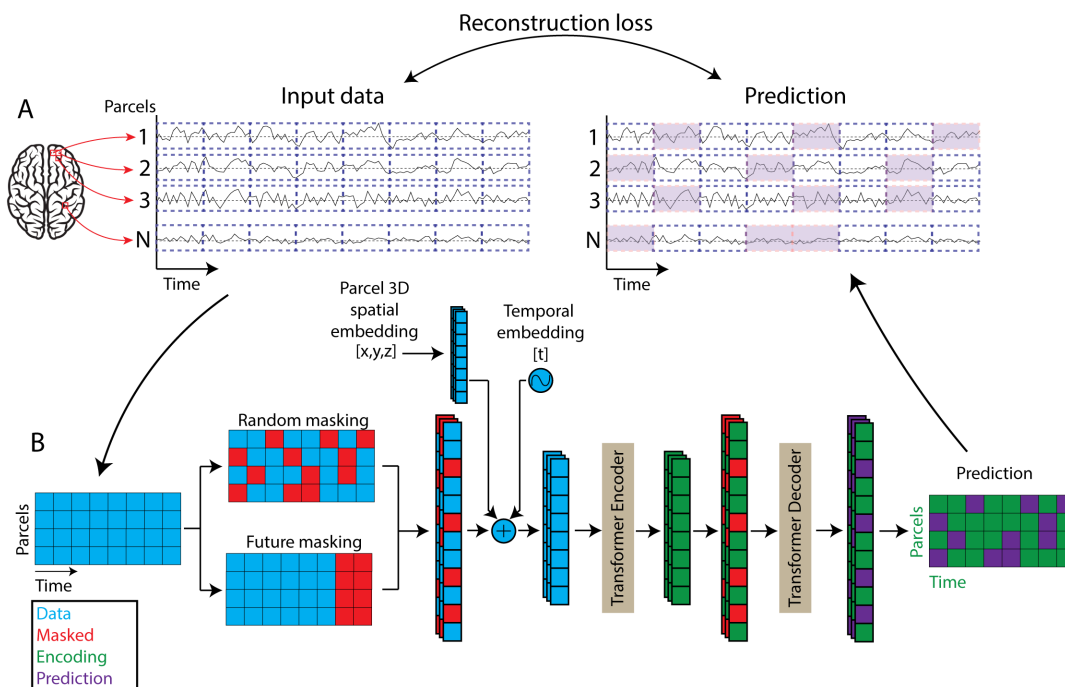 Reconstruction loss
A
Parcels
Input data
Prediction
1
2
3
N
Time
1
2
3
N
Time
Parcel 3D
spatial
embedding
[x,y,z]
Temporal
embedding
[t]
B
Random masking
Future masking
Parcels
Time
Transformer Encoder
Transformer Decoder
Prediction
Parcels
Time
Data
Masked
Encoding
Prediction